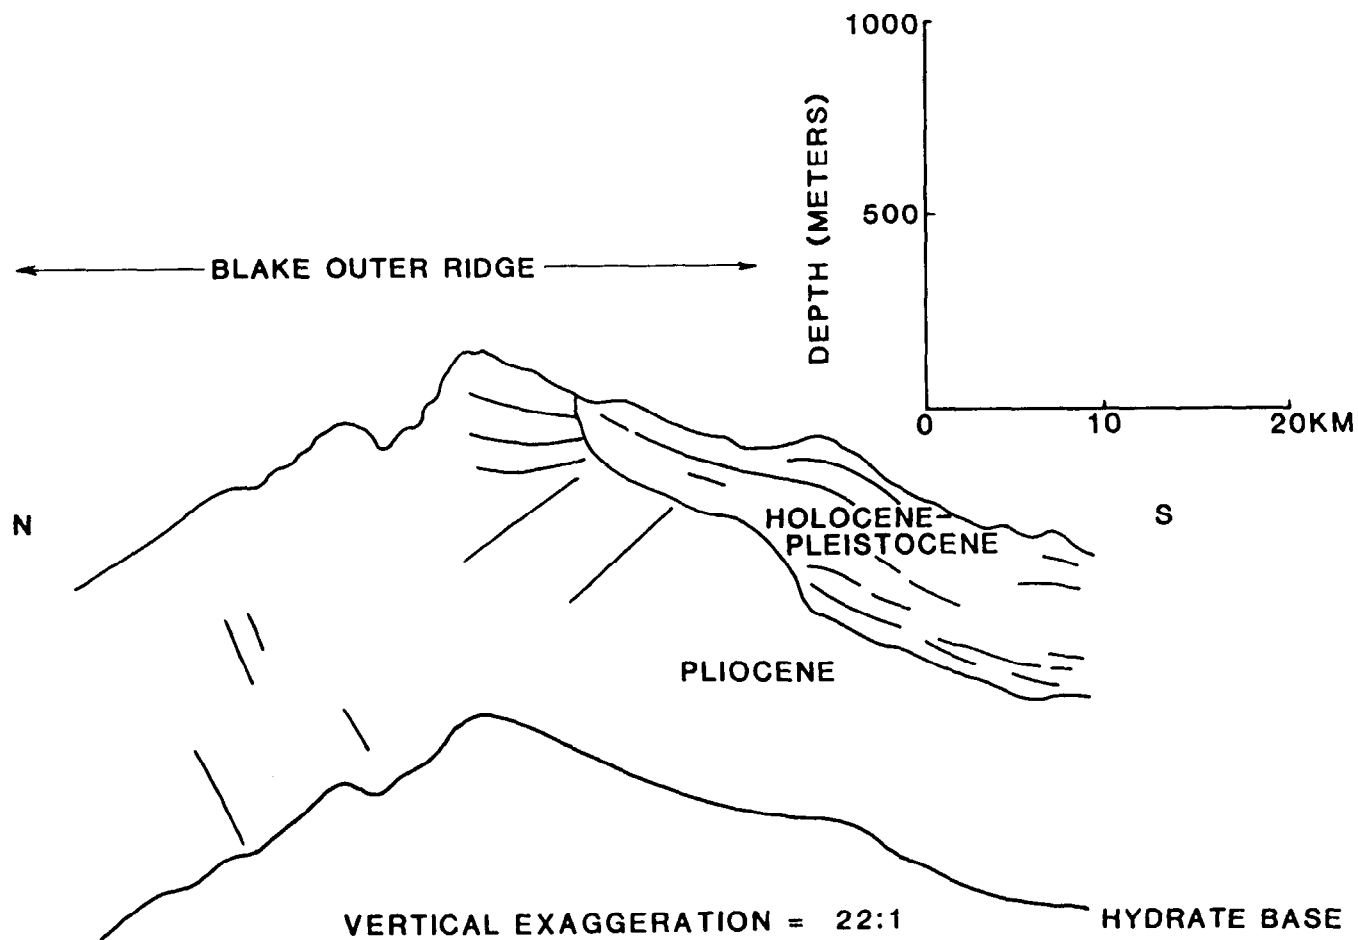 1000
DEPTH (METERS)
500
BLAKE OUTER RIDGE
0 10 20KM
N
S
HOLOCENE-
PLEISTOCENE
PLIOCENE
VERTICAL EXAGGERATION = 22:1
HYDRATE BASE